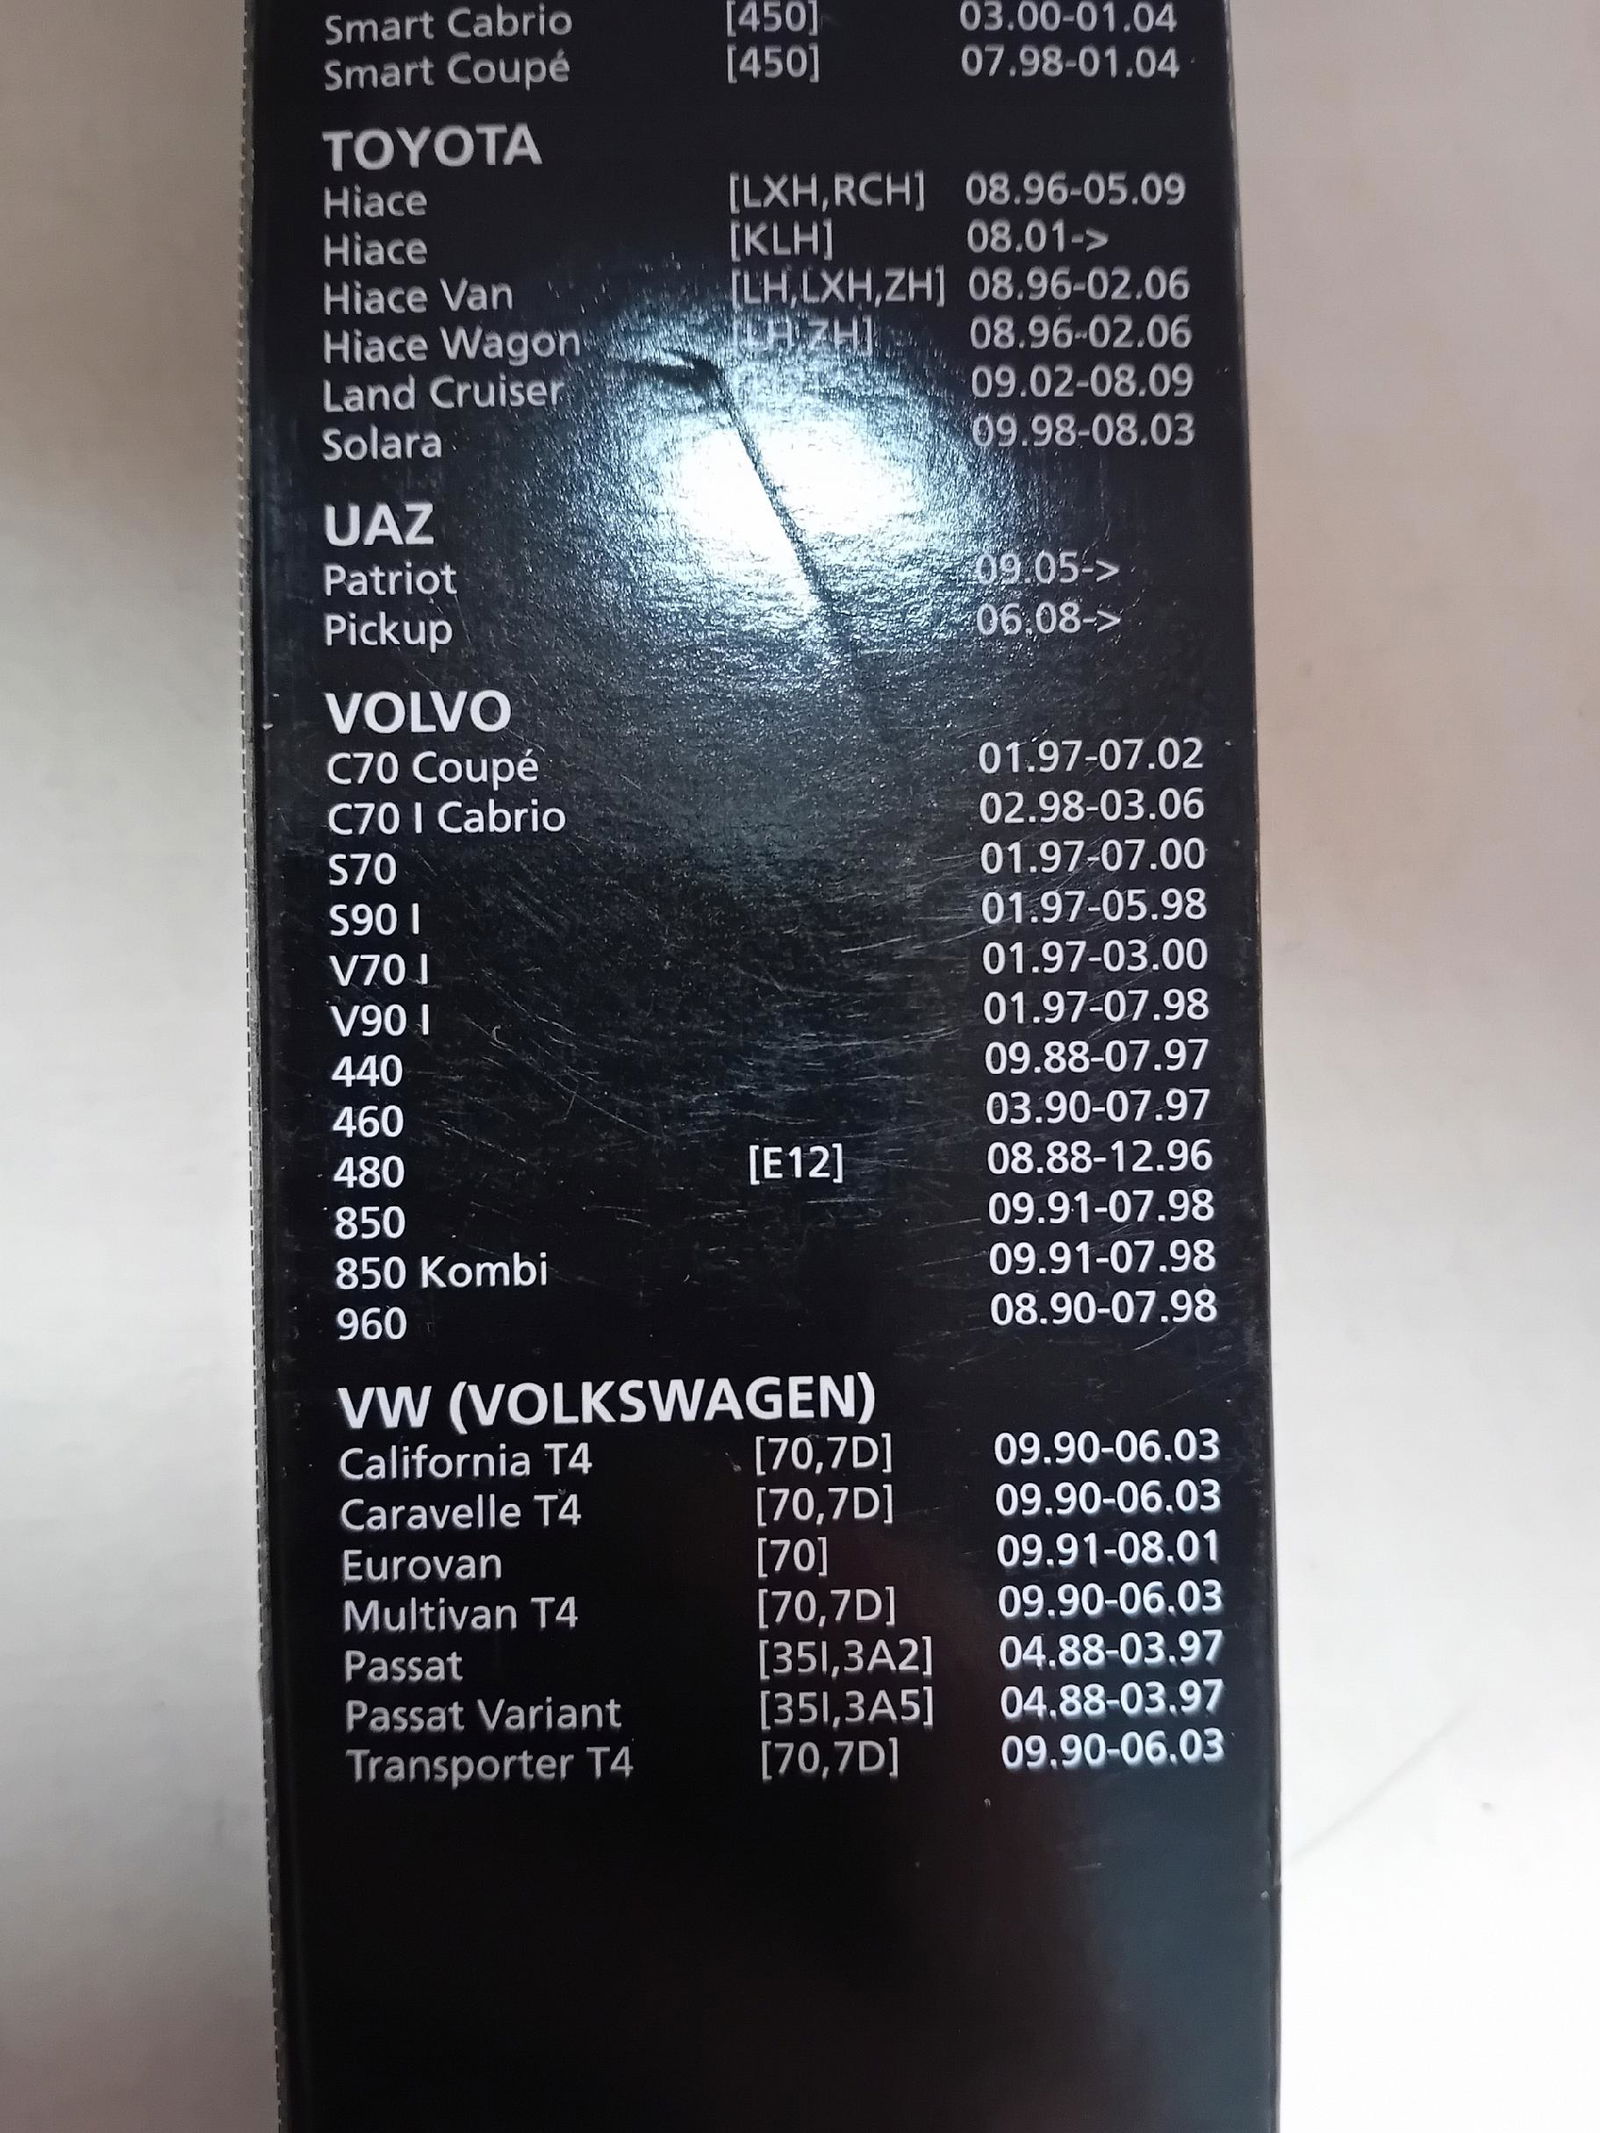 Smart Cabrio [450] 03.00-01.04
Smart Coupé [450] 07.98-01.04
TOYOTA
Hiace [LXH,RCH] 08.96-05.09
Hiace [KLH] 08.01->
Hiace Van [LH,LXH,ZH] 08.96-02.06
Hiace Wagon [LH,ZH] 08.96-02.06
Land Cruiser 09.02-08.09
Solara 09.98-08.03
UAZ
Patriot 09.05->
Pickup 06.08->
VOLVO
C70 Coupé 01.97-07.02
C70 I Cabrio 02.98-03.06
S70 01.97-07.00
S90 I 01.97-05.98
V70 I 01.97-03.00
V90 I 01.97-07.98
440 09.88-07.97
460 03.90-07.97
480 [E12] 08.88-12.96
850 09.91-07.98
850 Kombi 09.91-07.98
960 08.90-07.98
VW (VOLKSWAGEN)
California T4 [70,7D] 09.90-06.03
Caravelle T4 [70,7D] 09.90-06.03
Eurovan [70] 09.91-08.01
Multivan T4 [70,7D] 09.90-06.03
Passat [35I,3A2] 04.88-03.97
Passat Variant [35I,3A5] 04.88-03.97
Transporter T4 [70,7D] 09.90-06.03